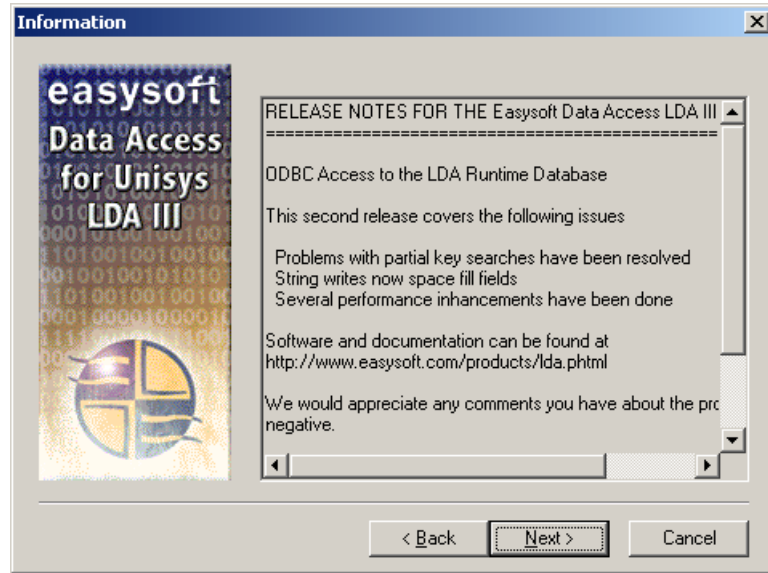 Information
easysoft
Data Access
for Unisys
LDA III
RELEASE NOTES FOR THE Easysoft Data Access LDA III
================================================
ODBC Access to the LDA Runtime Database
This second release covers the following issues
Problems with partial key searches have been resolved
String writes now space fill fields
Several performance inhancements have been done
Software and documentation can be found at
http://www.easysoft.com/products/lda.phtml
We would appreciate any comments you have about the
negative.
< Back
Next >
Cancel